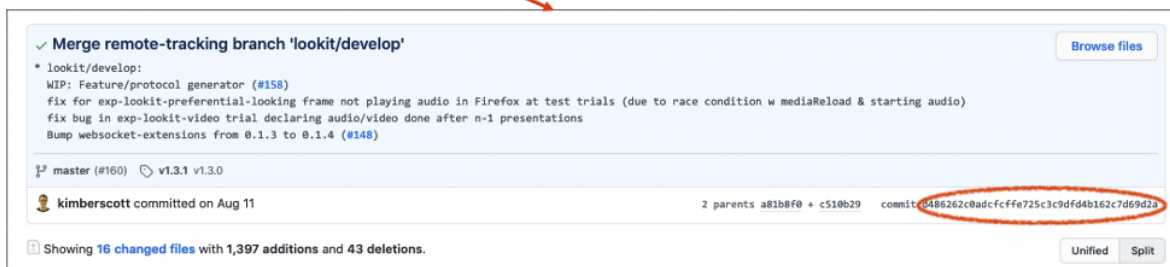 Merge remote-tracking branch 'lookit/develop'
Browse files
* lookit/develop:
WIP: Feature/protocol generator (#158)
fix for exp-lookit-preferential-looking frame not playing audio in Firefox at test trials (due to race condition w mediaReload & starting audio)
fix bug in exp-lookit-video trial declaring audio/video done after n-1 presentations
Bump websocket-extensions from 0.1.3 to 0.1.4 (#148)
master (#160) v1.3.1 v1.3.0
kimberscott committed on Aug 11
2 parents a81b8f0 + c510b29 commit d486262c0adcfcffe725c3c9dfd4b162c7d69d2a
Showing 16 changed files with 1,397 additions and 43 deletions.
Unified Split